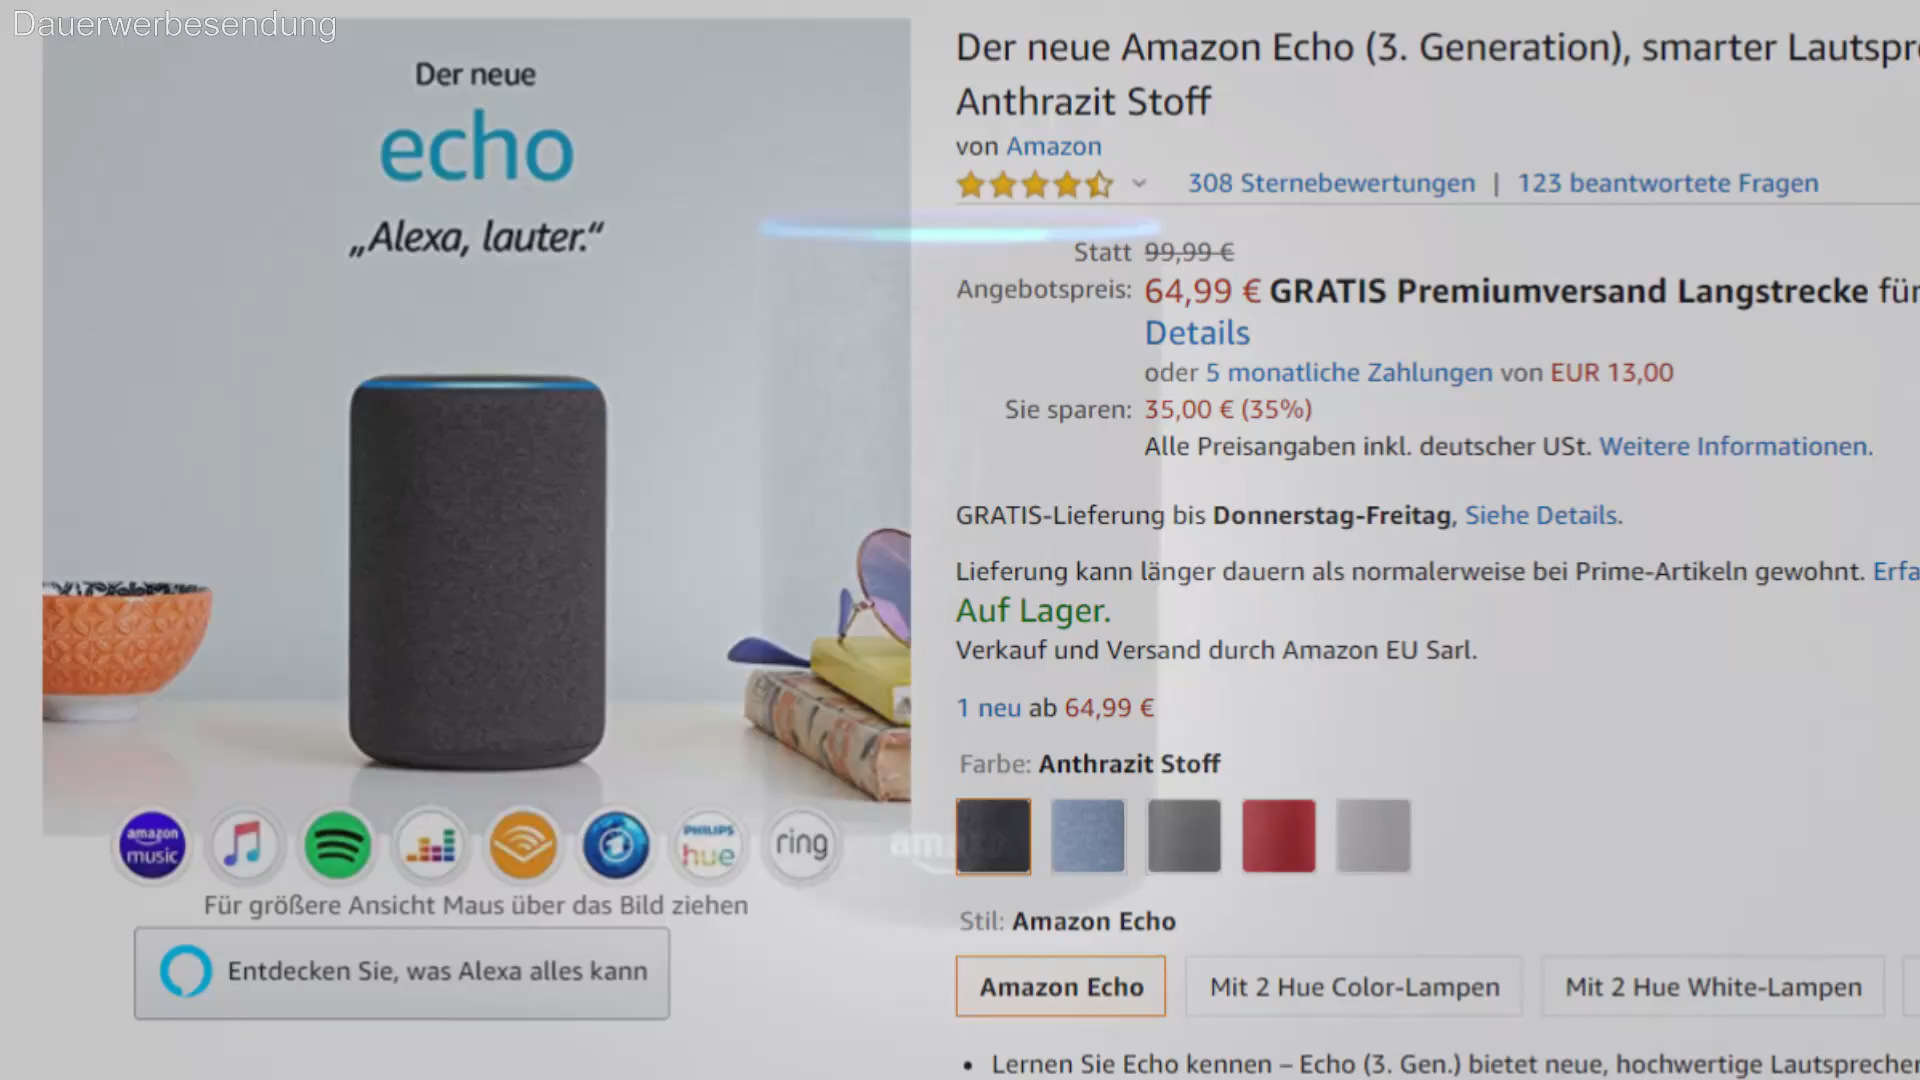 Dauerwerbesendung
Der neue
echo
„Alexa, lauter.“
amazon
music
PHILIPS
hue
ring
Für größere Ansicht Maus über das Bild ziehen
Entdecken Sie, was Alexa alles kann
Der neue Amazon Echo (3. Generation), smarter
Anthrazit Stoff
von Amazon
308 Sternebewertungen | 123 beantwortete Fragen
Statt 99,99 €
Angebotspreis: 64,99 € GRATIS Premiumversand Langstrecke für
Details
oder 5 monatliche Zahlungen von EUR 13,00
Sie sparen: 35,00 € (35%)
Alle Preisangaben inkl. deutscher USt. Weitere Informationen.
GRATIS-Lieferung bis Donnerstag-Freitag, Siehe Details.
Lieferung kann länger dauern als normalerweise bei Prime-Artikeln gewohnt.
Auf Lager.
Verkauf und Versand durch Amazon EU Sarl.
1 neu ab 64,99 €
Farbe: Anthrazit Stoff
Stil: Amazon Echo
Amazon Echo
Mit 2 Hue Color-Lampen
Mit 2 Hue White-Lampen
• Lernen Sie Echo kennen – Echo (3. Gen.) bietet neue, hochwertige Lautsprecher